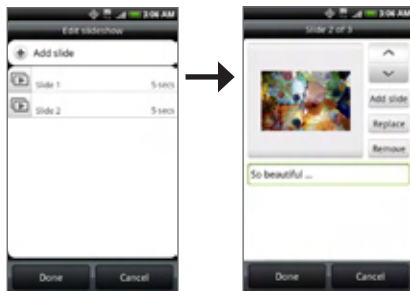 3:06 AM
Edit slideshow
Add slide
Slide 1 5 secs
Slide 2 5 secs
Done Cancel
3:06 AM
Slide 2 of 3
Add slide
Replace
Remove
So beautiful ...
Done Cancel